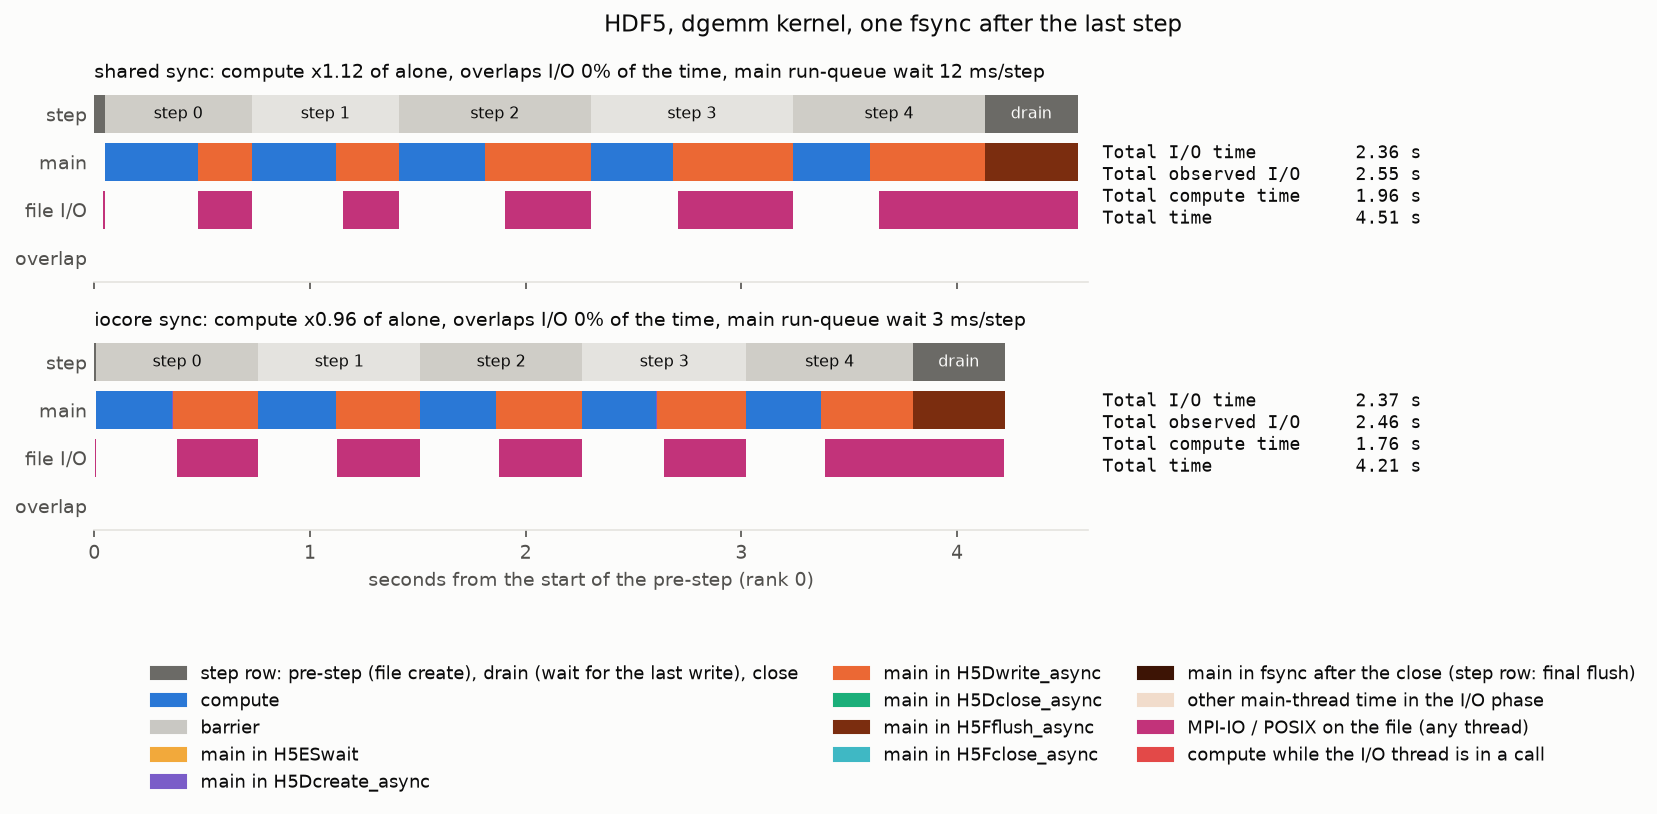 HDF5, dgemm kernel, one fsync after the last step
shared sync: compute x1.12 of alone, overlaps I/O 0% of the time, main run-queue wait 12 ms/step
step
step 0
step 1
step 2
step 3
step 4
drain
main
file I/O
overlap
Total I/O time 2.36 s
Total observed I/O 2.55 s
Total compute time 1.96 s
Total time 4.51 s
iocore sync: compute x0.96 of alone, overlaps I/O 0% of the time, main run-queue wait 3 ms/step
step
step 0
step 1
step 2
step 3
step 4
drain
main
file I/O
overlap
Total I/O time 2.37 s
Total observed I/O 2.46 s
Total compute time 1.76 s
Total time 4.21 s
0 1 2 3 4
seconds from the start of the pre-step (rank 0)
step row: pre-step (file create), drain (wait for the last write), close
compute
barrier
main in H5ESwait
main in H5Dcreate_async
main in H5Dwrite_async
main in H5Dclose_async
main in H5Fflush_async
main in H5Fclose_async
main in fsync after the close (step row: final flush)
other main-thread time in the I/O phase
MPI-IO / POSIX on the file (any thread)
compute while the I/O thread is in a call